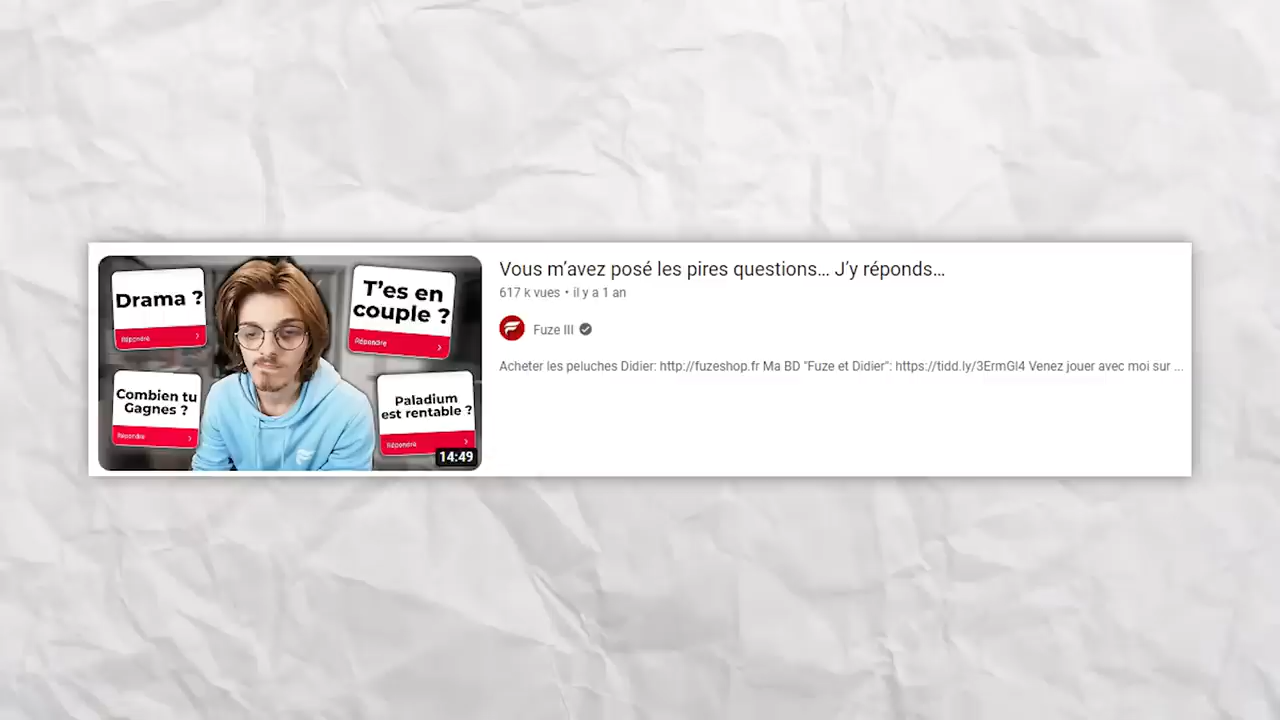 Drama ?
Répondre
T'es en
couple ?
Répondre
Combien tu
Gagnes ?
Répondre
Paladium
est rentable ?
Répondre
14:49
Vous m’avez posé les pires questions… J’y réponds…
617 k vues • il y a 1 an
Fuze III
Acheter les peluches Didier: http://fuzeshop.fr Ma BD "Fuze et Didier": https://tidd.ly/3ErmGl4 Venez jouer avec moi sur ...